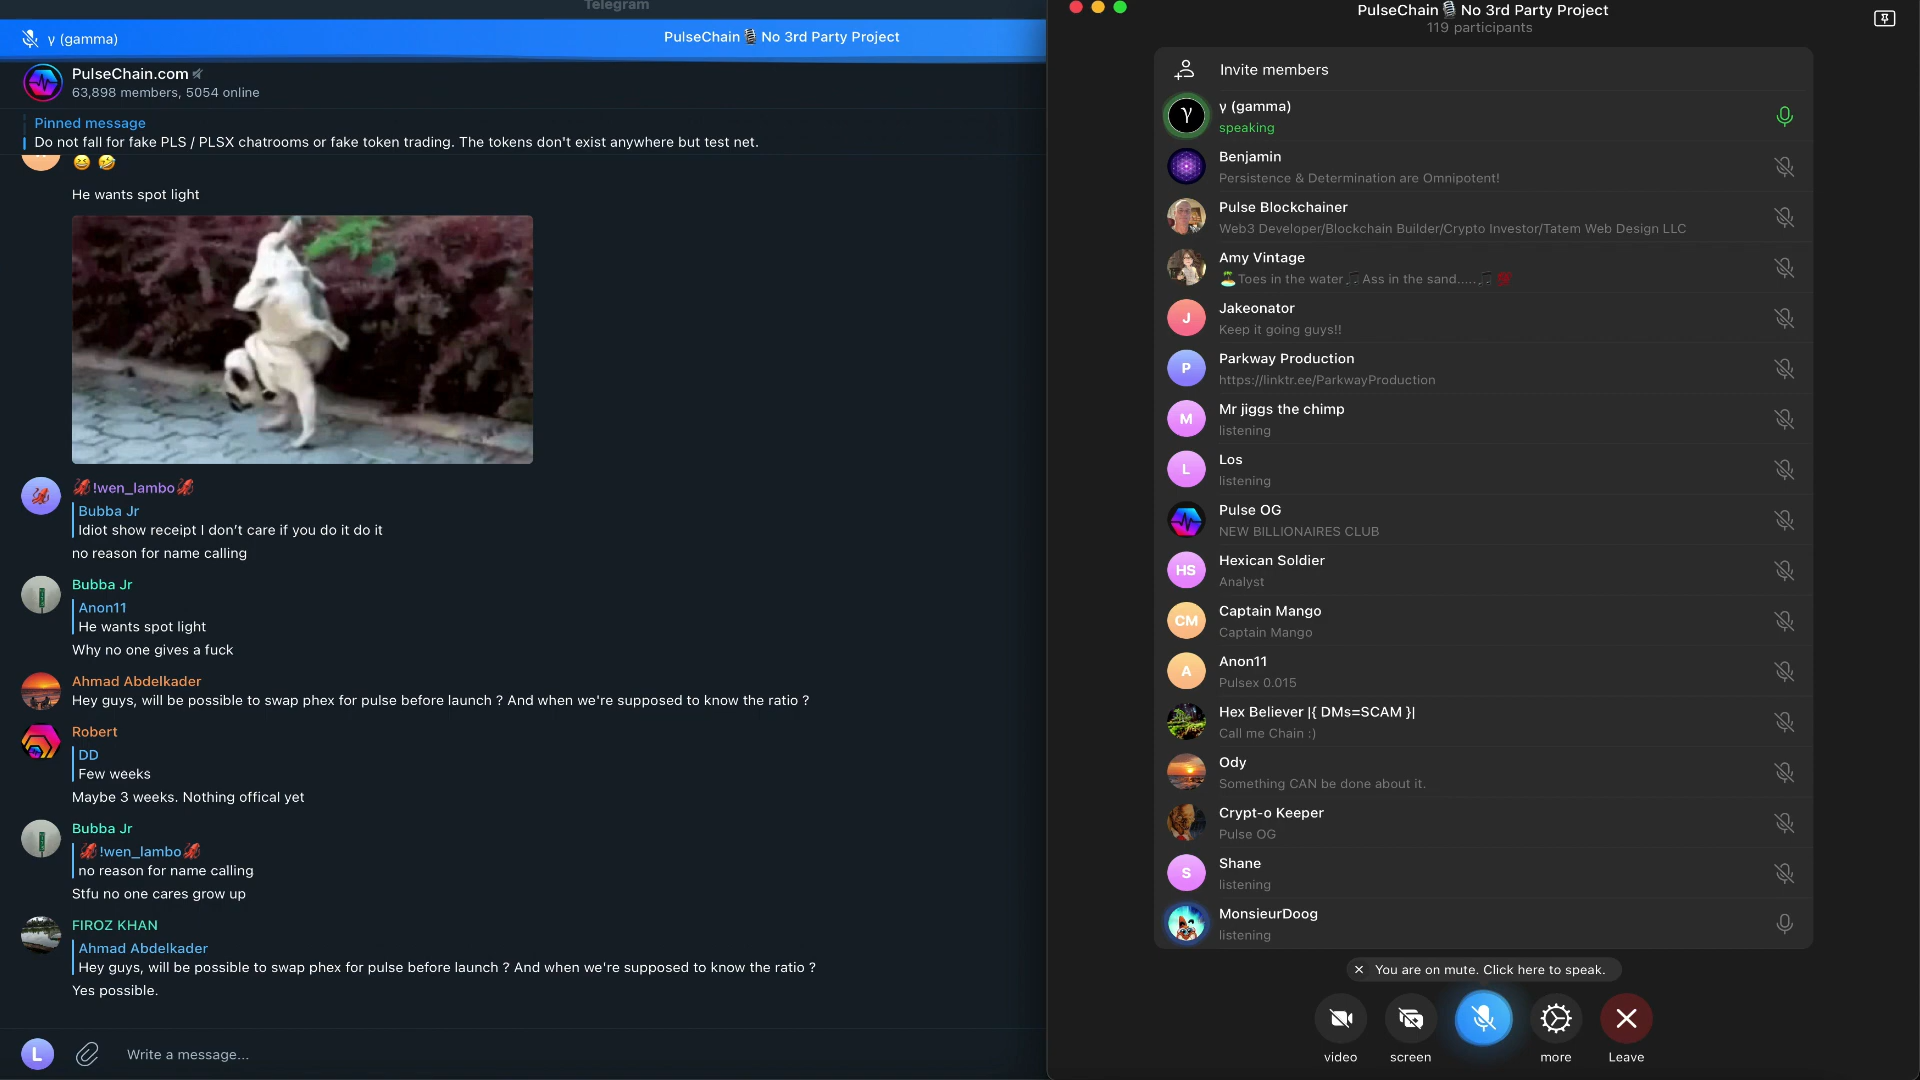 Telegram
γ (gamma)
PulseChain🎙️No 3rd Party Project
PulseChain.com
63,898 members, 5054 online
Pinned message
Do not fall for fake PLS / PLSX chatrooms or fake token trading. The tokens don't exist anywhere but test net.
😆 🤣
He wants spot light
🦑!wen_lambo🦑
Bubba Jr
Idiot show receipt I don’t care if you do it do it
no reason for name calling
Bubba Jr
Anon11
He wants spot light
Why no one gives a fuck
Ahmad Abdelkader
Hey guys, will be possible to swap phex for pulse before launch ? And when we're supposed to know the ratio ?
Robert
DD
Few weeks
Maybe 3 weeks. Nothing offical yet
Bubba Jr
🦑!wen_lambo🦑
no reason for name calling
Stfu no one cares grow up
FIROZ KHAN
Ahmad Abdelkader
Hey guys, will be possible to swap phex for pulse before launch ? And when we're supposed to know the ratio ?
Yes possible.
L
Write a message...
PulseChain🎙️No 3rd Party Project
119 participants
Invite members
γ
γ (gamma)
speaking
Benjamin
Persistence & Determination are Omnipotent!
Pulse Blockchainer
Web3 Developer/Blockchain Builder/Crypto Investor/Tatem Web Design LLC
Amy Vintage
🏝️Toes in the water🎵Ass in the sand.....🎵💯
J
Jakeonator
Keep it going guys!!
P
Parkway Production
https://linktr.ee/ParkwayProduction
M
Mr jiggs the chimp
listening
L
Los
listening
Pulse OG
NEW BILLIONAIRES CLUB
HS
Hexican Soldier
Analyst
CM
Captain Mango
Captain Mango
A
Anon11
Pulsex 0.015
Hex Believer |{ DMs=SCAM }|
Call me Chain :)
Ody
Something CAN be done about it.
Crypt-o Keeper
Pulse OG
S
Shane
listening
MonsieurDoog
listening
You are on mute. Click here to speak.
video
screen
more
Leave